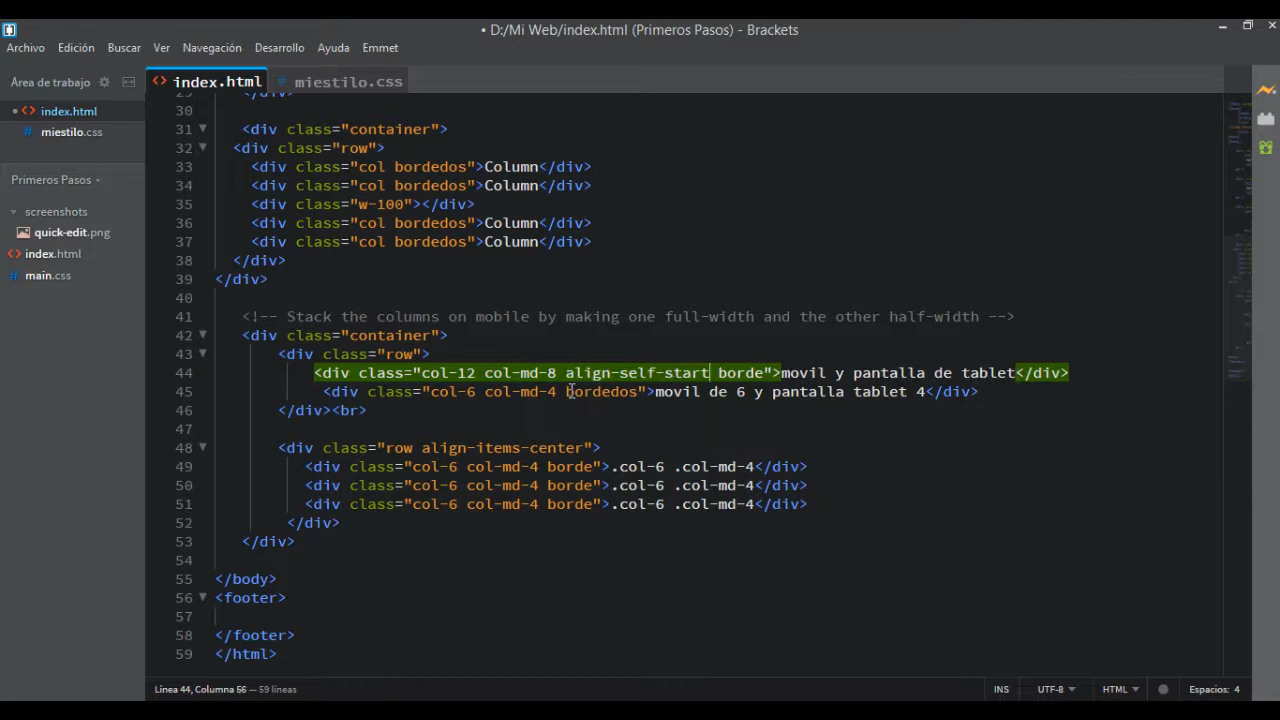 • D:/Mi Web/index.html (Primeros Pasos) - Brackets
Archivo Edición Buscar Ver Navegación Desarrollo Ayuda Emmet
Área de trabajo
index.html
miestilo.css
Primeros Pasos
screenshots
quick-edit.png
index.html
main.css
index.html miestilo.css
29 </div>
30
31 <div class="container">
32 <div class="row">
33 <div class="col bordedos">Column</div>
34 <div class="col bordedos">Column</div>
35 <div class="w-100"></div>
36 <div class="col bordedos">Column</div>
37 <div class="col bordedos">Column</div>
38 </div>
39 </div>
40
41 <!-- Stack the columns on mobile by making one full-width and the other half-width -->
42 <div class="container">
43 <div class="row">
44 <div class="col-12 col-md-8 align-self-start borde">movil y pantalla de tablet</div>
45 <div class="col-6 col-md-4 bordedos">movil de 6 y pantalla tablet 4</div>
46 </div><br>
47
48 <div class="row align-items-center">
49 <div class="col-6 col-md-4 borde">.col-6 .col-md-4</div>
50 <div class="col-6 col-md-4 borde">.col-6 .col-md-4</div>
51 <div class="col-6 col-md-4 borde">.col-6 .col-md-4</div>
52 </div>
53 </div>
54
55 </body>
56 <footer>
57
58 </footer>
59 </html>
Línea 44, Columna 56 — 59 líneas
INS UTF-8 HTML Espacios: 4